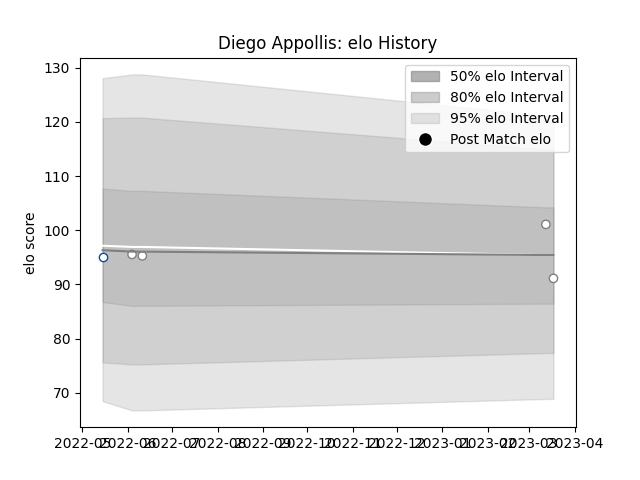 Diego Appollis: elo History
50% elo Interval
80% elo Interval
95% elo Interval
Post Match elo
elo score
130
120
110
100
90
80
70
2022-05 2022-06 2022-07 2022-08 2022-09 2022-10 2022-11 2022-12 2023-01 2023-02 2023-03 2023-04